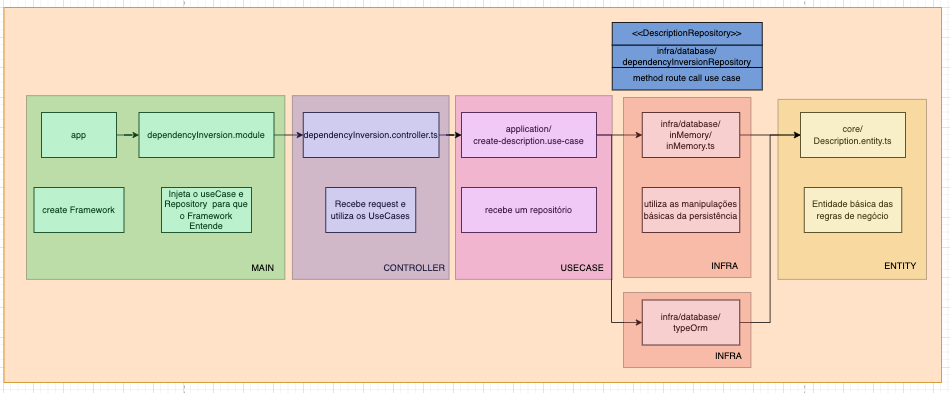 <<DescriptionRepository>>
infra/database/
dependencyInversionRepository
method route call use case
app
dependencyInversion.module
dependencyInversion.controller.ts
application/
create-description.use-case
infra/database/
inMemory/
inMemory.ts
core/
Description.entity.ts
create Framework
Injeta o useCase e
Repository para que
o Framework
Entende
Recebe request e
utiliza os UseCases
recebe um repositório
utiliza as manipulações
básicas da persistência
Entidade básica das
regras de negócio
MAIN
CONTROLLER
USECASE
INFRA
ENTITY
infra/database/
typeOrm
INFRA